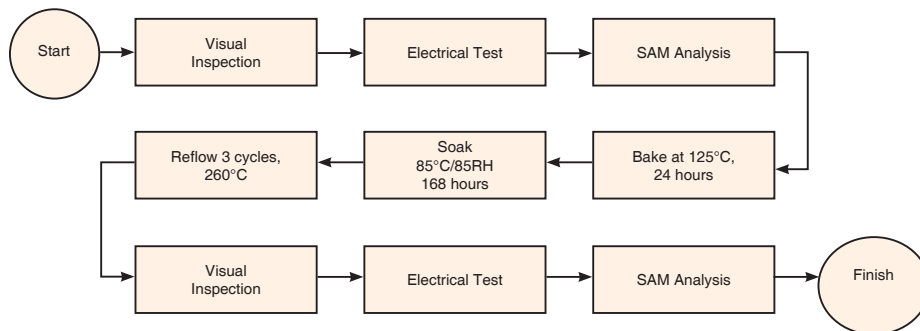 Start
Visual
Inspection
Electrical Test
SAM Analysis
Bake at 125°C,
24 hours
Soak
85°C/85RH
168 hours
Reflow 3 cycles,
260°C
Visual
Inspection
Electrical Test
SAM Analysis
Finish